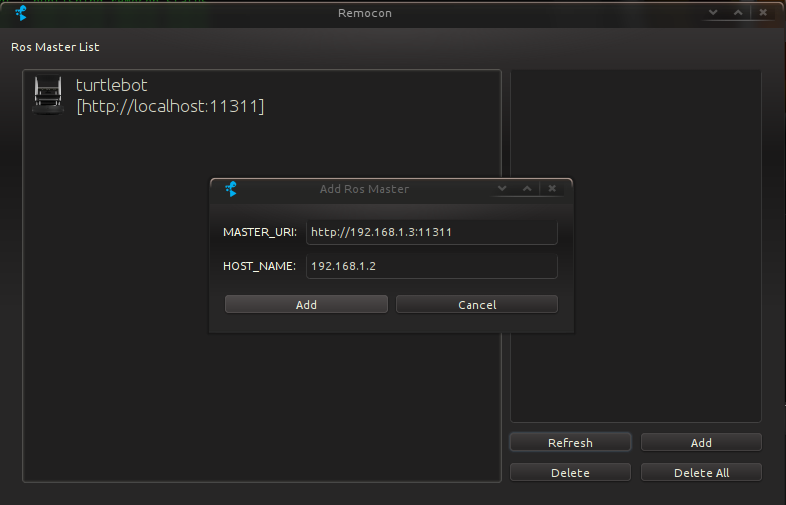 Remocon
Ros Master List
turtlebot
[http://localhost:11311]
Add Ros Master
MASTER_URI: http://192.168.1.3:11311
HOST_NAME: 192.168.1.2
Add Cancel
Refresh Add
Delete Delete All